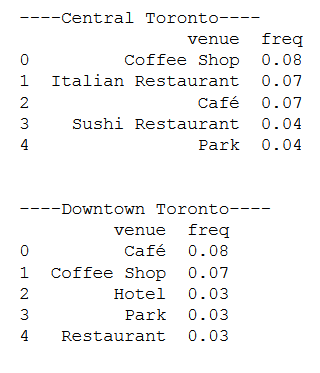 ----Central Toronto----
venue freq
0 Coffee Shop 0.08
1 Italian Restaurant 0.07
2 Café 0.07
3 Sushi Restaurant 0.04
4 Park 0.04
----Downtown Toronto----
venue freq
0 Café 0.08
1 Coffee Shop 0.07
2 Hotel 0.03
3 Park 0.03
4 Restaurant 0.03